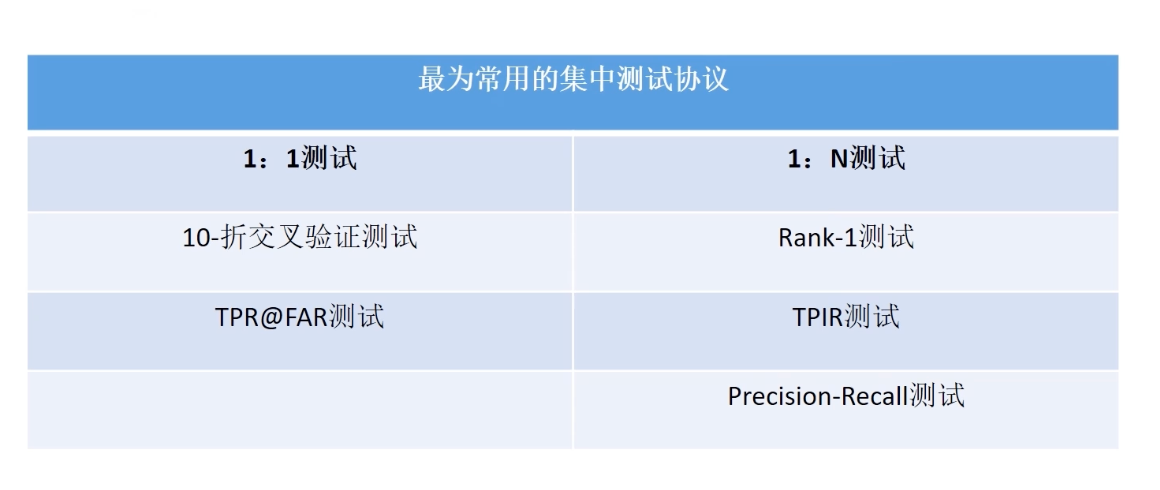 最为常用的集中测试协议
1：1测试
1：N测试
10-折交叉验证测试
Rank-1测试
TPR@FAR测试
TPIR测试
Precision-Recall测试